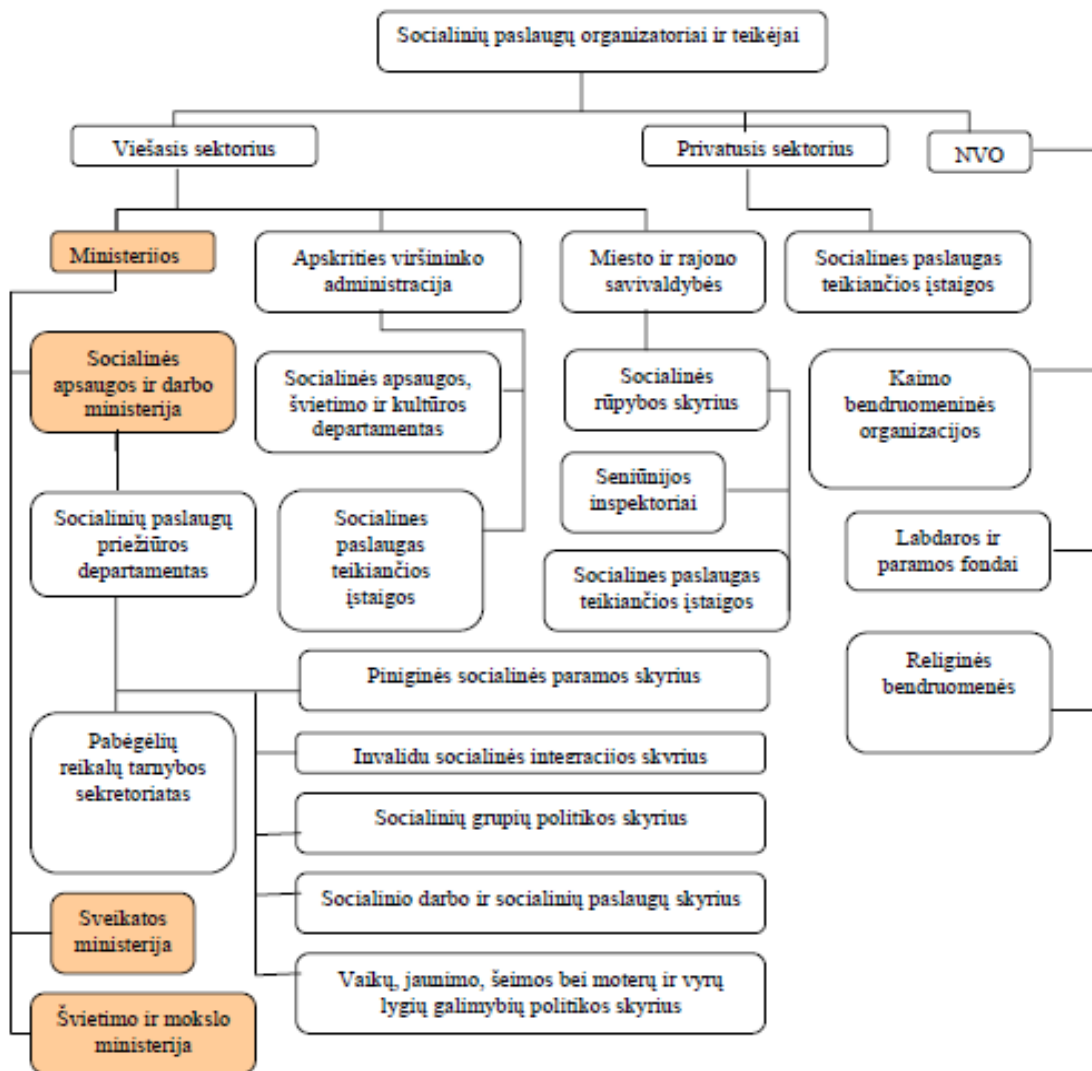 Socialinių paslaugų organizatoriai ir teikėjai
Viešasis sektorius
Privatusis sektorius
NVO
Ministerijos
Apskrities viršininko
administracija
Miesto ir rajono
savivaldybės
Socialines paslaugas
teikiančios įstaigos
Socialinės
apsaugos ir darbo
ministerija
Socialinės apsaugos,
švietimo ir kultūros
departamentas
Socialinės
rūpybos skyrius
Kaimo
bendruomeninės
organizacijos
Seniūnijos
inspektoriai
Socialinių paslaugų
priežiūros
departamentas
Socialines
paslaugas
teikiančios
įstaigos
Socialines paslaugas
teikiančios įstaigos
Labdaros ir
paramos fondai
Religinės
bendruomenės
Piniginės socialinės paramos skyrius
Pabėgėlių
reikalų tarnybos
sekretoriatas
Invalidu socialinės integracijos skyrius
Socialinių grupių politikos skyrius
Socialinio darbo ir socialinių paslaugų skyrius
Sveikatos
ministerija
Vaikų, jaunimo, šeimos bei moterų ir vyrų
lygių galimybių politikos skyrius
Švietimo ir mokslo
ministerija